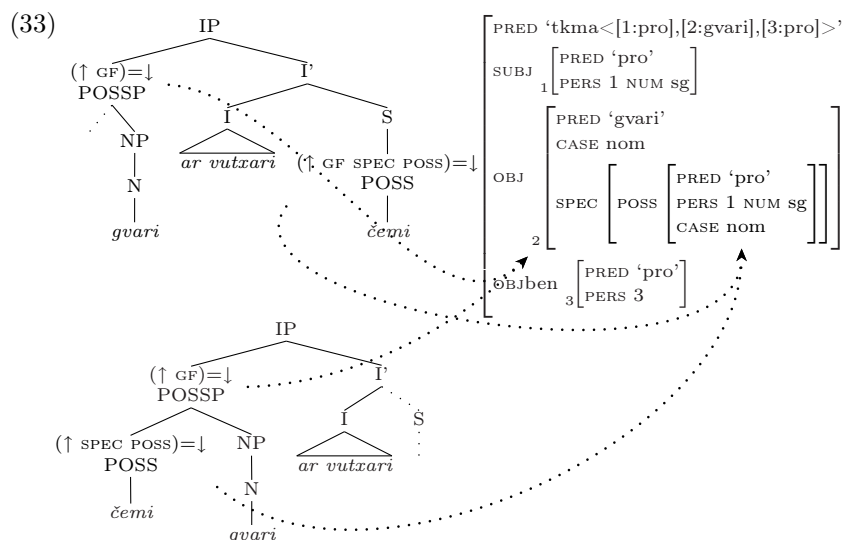 (33)
IP
(↑ GF)=↓
POSSP
I'
NP
N
gvari
I
ar vutxari
S
(↑ GF SPEC POSS)=↓
POSS
čemi
PRED ‘tkma<[1:pro],[2:gvari],[3:pro]>’
SUBJ 1 PRED ‘pro’
PERS 1 NUM sg
OBJ 2 PRED ‘gvari’
CASE nom
SPEC POSS PRED ‘pro’
PERS 1 NUM sg
CASE nom
OBJben 3 PRED ‘pro’
PERS 3
IP
(↑ GF)=↓
POSSP
I'
(↑ SPEC POSS)=↓
POSS
čemi
NP
N
gvari
I
ar vutxari
S